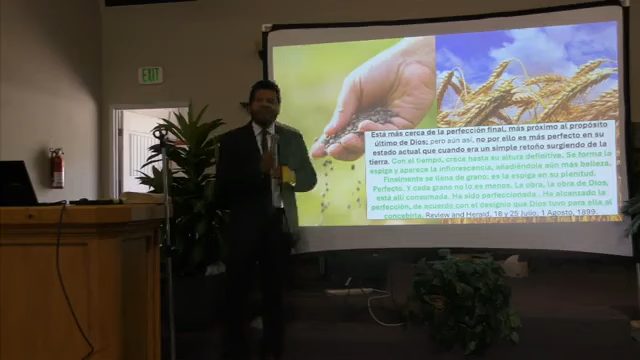 EXIT
Está más cerca de la perfección final, más próximo al propósito
último de Dios; pero aún así, no por ello es más perfecto en su
estado actual que cuando era un simple retoño surgiendo de la
tierra. Con el tiempo, crece hasta su altura definitiva. Se forma la
espiga y aparece la inflorescencia, añadiéndole aún más belleza.
Finalmente se llena de grano: es la espiga en su plenitud.
Perfecto. Y cada grano no lo es menos. La obra, la obra de Dios,
está allí consumada. Ha sido perfeccionada. Ha alcanzado la
perfección, de acuerdo con el designio que Dios tuvo para ella al
concebirla. Review and Herald, 18 y 25 Julio, 1 Agosto, 1899.